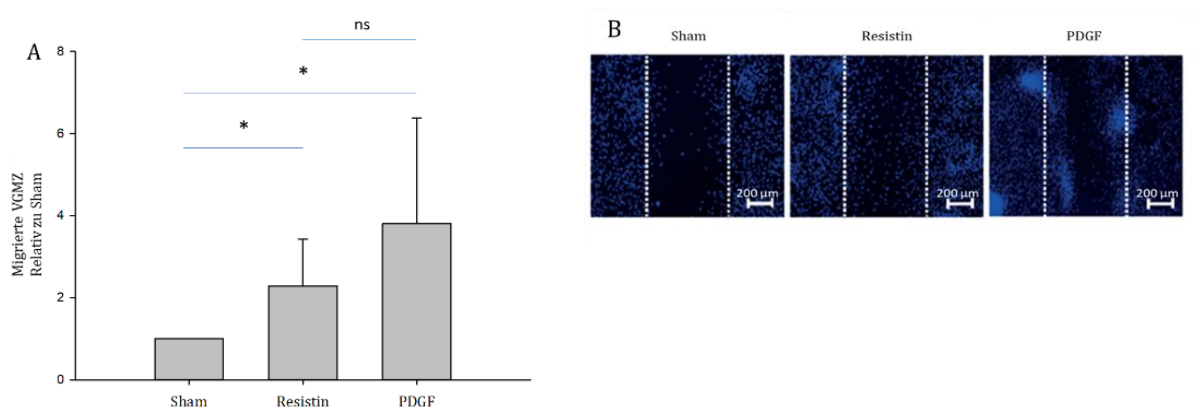 A
8
6
4
2
0
Migrierte VGMZ
Relativ zu Sham
ns
*
*
Sham Resistin PDGF
B
Sham Resistin PDGF
200 µm 200 µm 200 µm